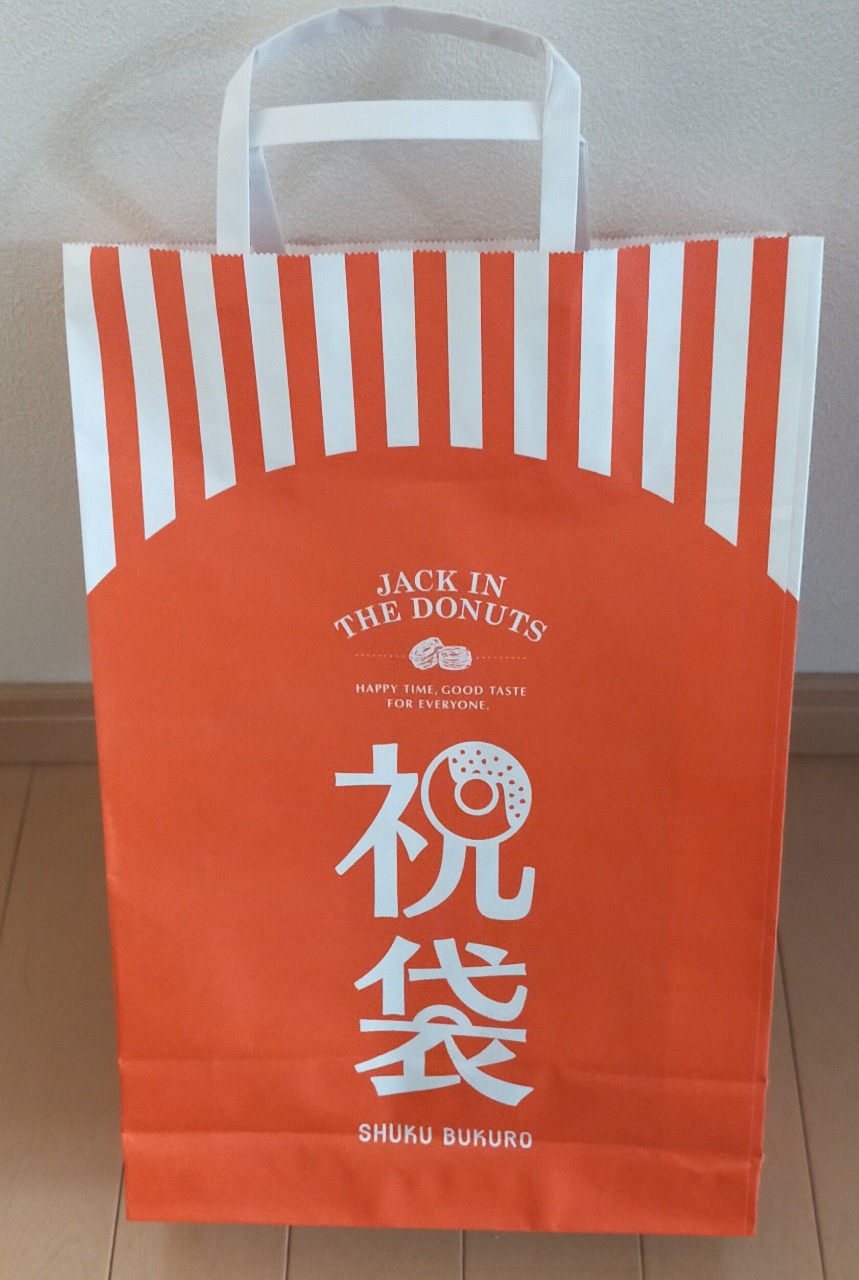 JACK IN
THE DONUTS
HAPPY TIME, GOOD TASTE
FOR EVERYONE.
祝
袋
SHUKU BUKURO